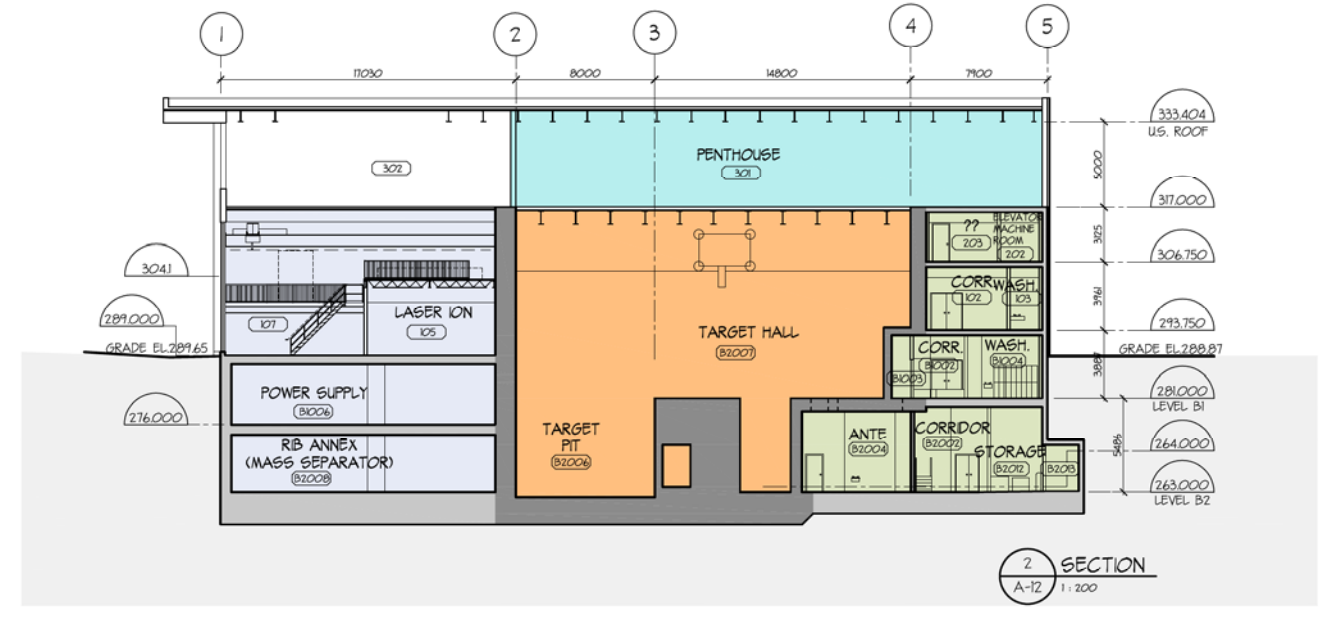 1
2
3
4
5
17030
8000
14800
7900
333.404
U.S. ROOF
302
PENTHOUSE
301
5000
317.000
??
203
ELEVATOR
MACHINE
ROOM
202
3125
306.750
304.1
CORR.
102
WASH.
103
3961
289.000
107
LASER ION
105
TARGET HALL
B2007
293.750
GRADE EL.289.65
CORR.
B1002
WASH.
B1004
B1003
GRADE EL.288.87
POWER SUPPLY
B1006
281.000
LEVEL B1
276.000
TARGET
PIT
B2006
ANTE
B2004
CORRIDOR
B2002
STORAGE
B2012
B2013
5486
264.000
RIB ANNEX
(MASS SEPARATOR)
B2008
263.000
LEVEL B2
2
A-12
SECTION
1 : 200